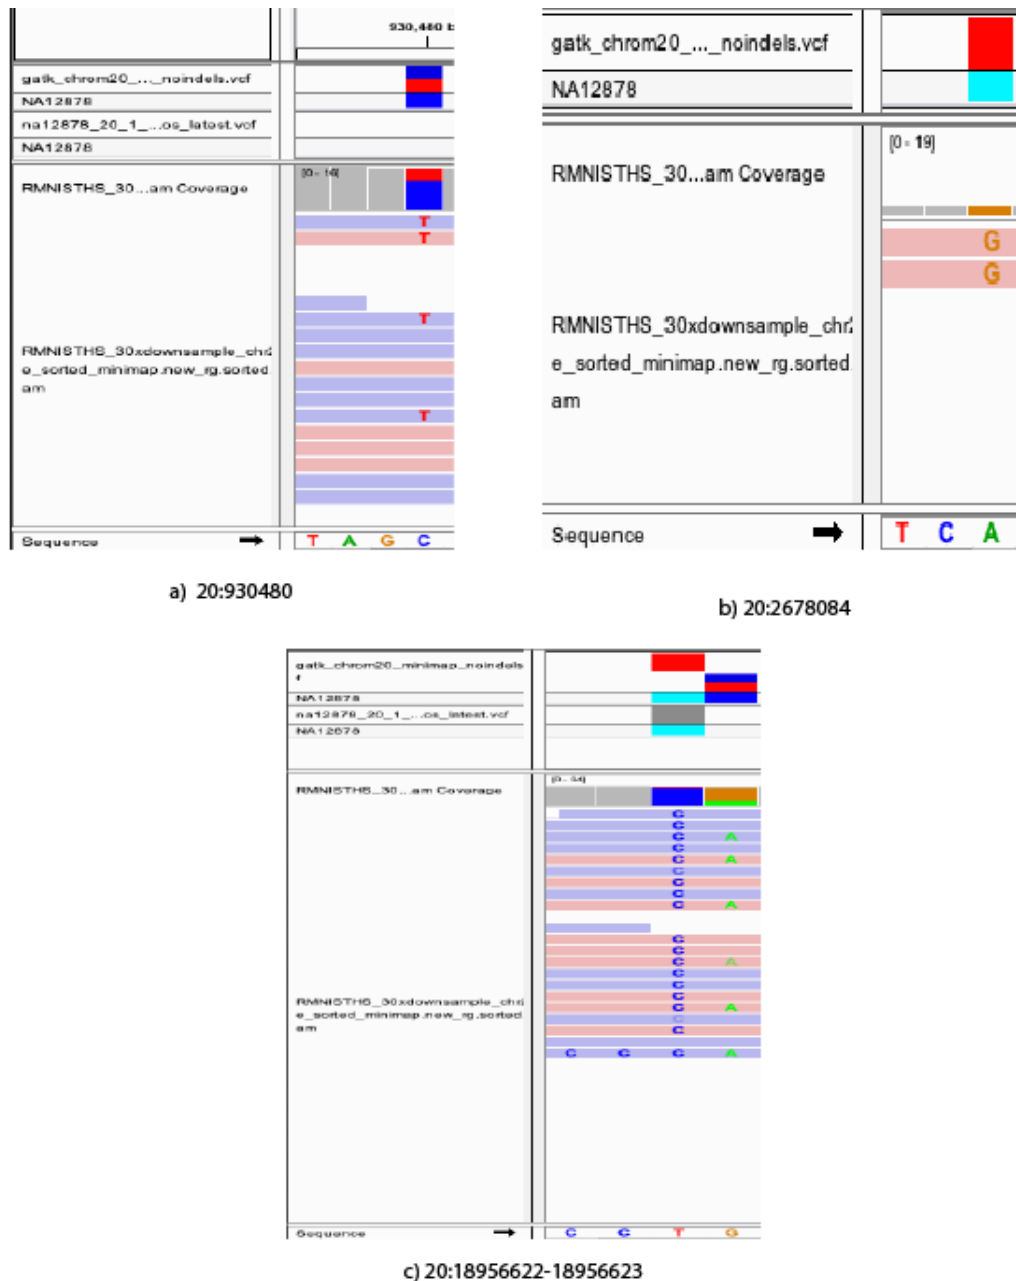 930,480 b
gatk_chrom20_..._noindels.vcf
NA12878
na12878_20_1_...os_latest.vcf
NA12878
[0 - 16]
RMNISTHS_30...am Coverage
T
T
T
RMNISTHS_30xdownsample_chr2
e_sorted_minimap.new_rg.sorted.
am
T
Sequence
T A G C
a) 20:930480
gatk_chrom20_..._noindels.vcf
NA12878
[0 - 19]
RMNISTHS_30...am Coverage
G
G
RMNISTHS_30xdownsample_chr2
e_sorted_minimap.new_rg.sorted.
am
Sequence
T C A
b) 20:2678084
gatk_chrom20_minimap_noindels
f
NA12878
na12878_20_1_...os_latest.vcf
NA12878
RMNISTHS_30...am Coverage
C
C
C A
C
C A
C
C
C
C A
C
C
C A
C
C
C
RMNISTHS_30xdownsample_chr2
C A
e_sorted_minimap.new_rg.sorted
C
am
C
C C C A
Sequence
C C T G
c) 20:18956622-18956623